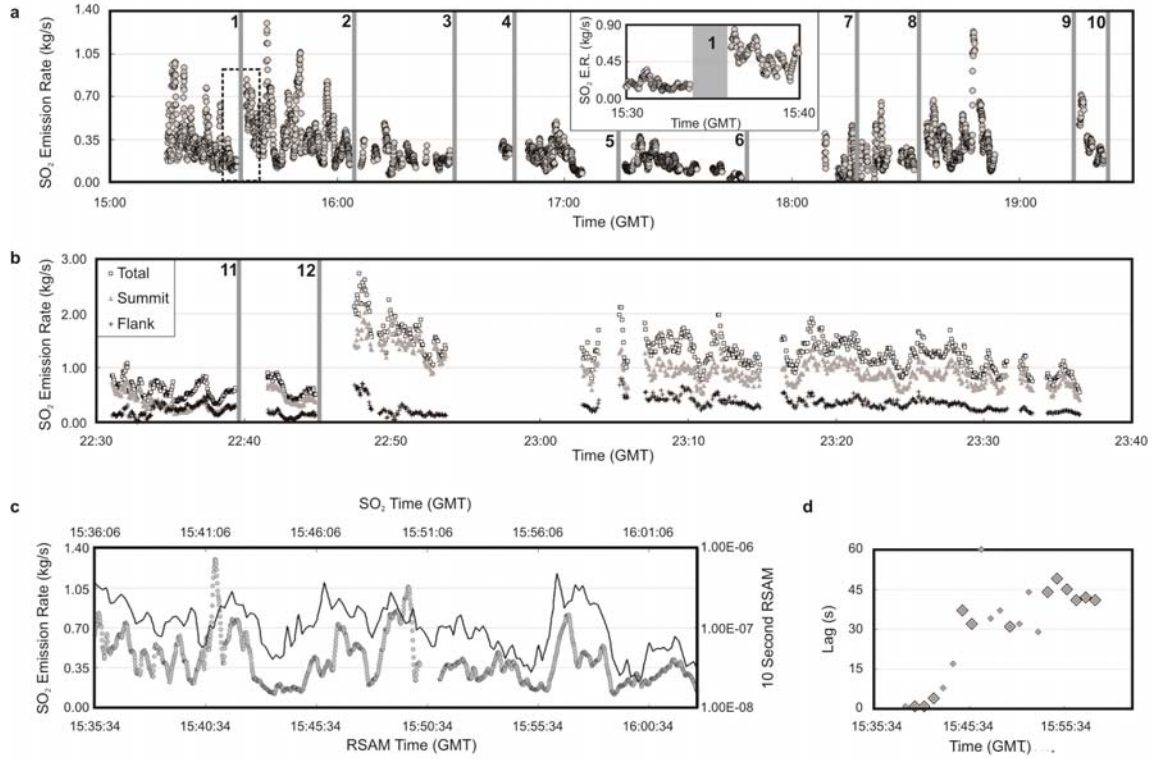 a
SO₂ Emission Rate (kg/s)
1.40
1.05
0.70
0.35
0.00
1
2
3
4
5
6
7
8
9
10
15:00
16:00
17:00
18:00
19:00
Time (GMT)
SO₂ E.R. (kg/s)
0.90
0.45
0.00
1
15:30
15:40
Time (GMT)
b
SO₂ Emission Rate (kg/s)
3.00
2.00
1.00
0.00
Total
Summit
Flank
11
12
22:30
22:40
22:50
23:00
23:10
23:20
23:30
23:40
Time (GMT)
c
SO₂ Time (GMT)
15:36:06
15:41:06
15:46:06
15:51:06
15:56:06
16:01:06
SO₂ Emission Rate (kg/s)
1.40
1.05
0.70
0.35
0.00
1.00E-06
1.00E-07
1.00E-08
10 Second RSAM
15:35:34
15:40:34
15:45:34
15:50:34
15:55:34
16:00:34
RSAM Time (GMT)
d
Lag (s)
60
45
30
15
0
15:35:34
15:45:34
15:55:34
Time (GMT)